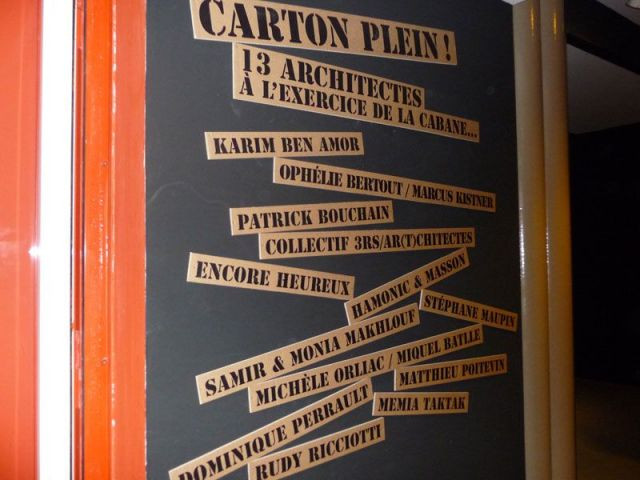 CARTON PLEIN !
13 ARCHITECTES
À L'EXERCICE DE LA CABANE...
KARIM BEN AMOR
OPHÉLIE BERTOUT / MARCUS KISTNER
PATRICK BOUCHAIN
COLLECTIF 3RS/AR(T)CHITECTES
ENCORE HEUREUX
HAMONIC & MASSON
STÉPHANE MAUPIN
SAMIR & MONIA MAKHLOUF
MICHÈLE ORLIAC / MIQUEL BATLLE
MATTHIEU POITEVIN
DOMINIQUE PERRAULT
MEMIA TAKTAK
RUDY RICCIOTTI